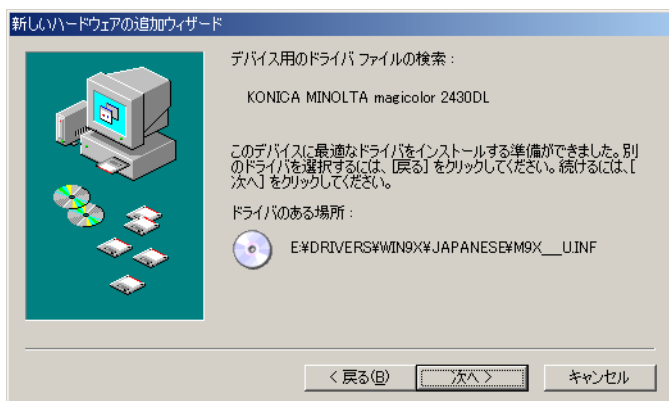 新しいハードウェアの追加ウィザード
デバイス用のドライバ ファイルの検索 :
KONICA MINOLTA magicolor 2430DL
このデバイスに最適なドライバをインストールする準備ができました。別
のドライバを選択するには、[戻る] をクリックしてください。続けるには、[
次へ] をクリックしてください。
ドライバのある場所 :
E:¥DRIVERS¥WIN9X¥JAPANESE¥M9X___U.INF
< 戻る(B)
次へ >
キャンセル